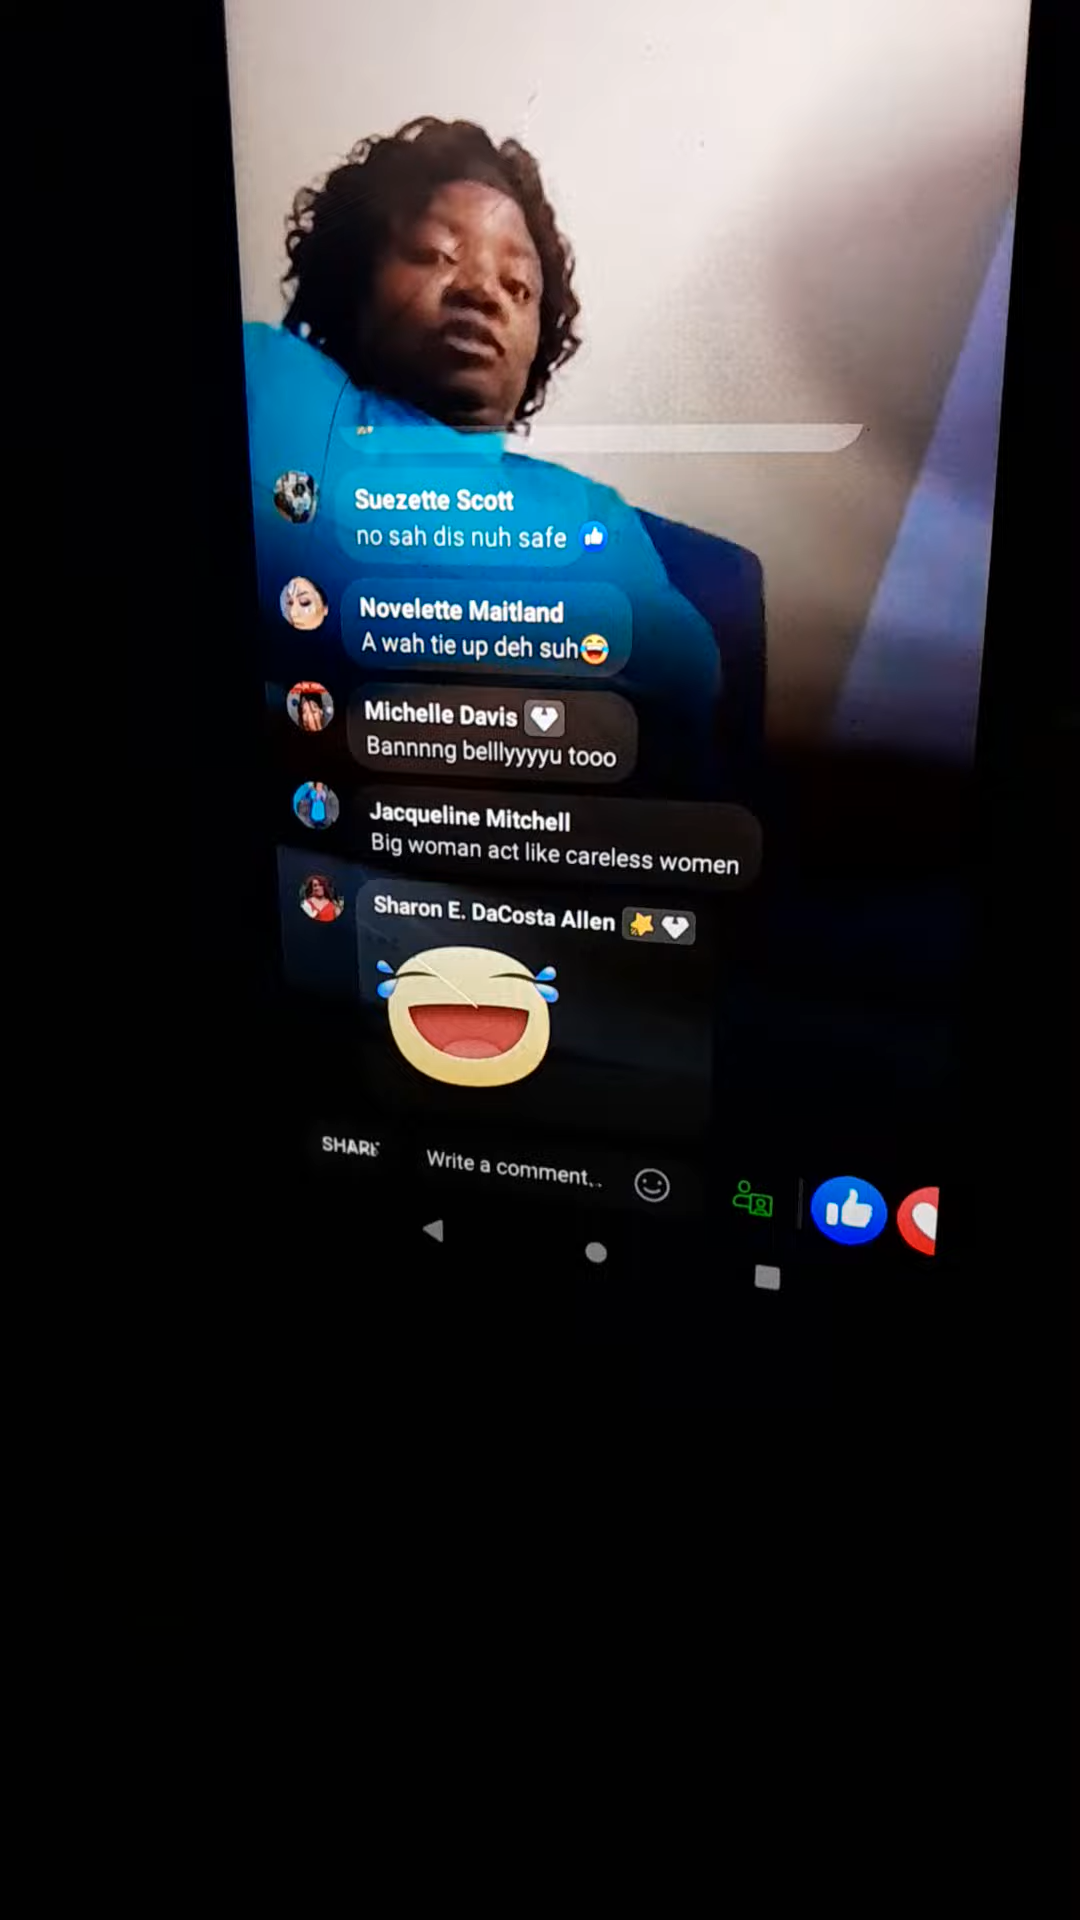 Suezette Scott
no sah dis nuh safe
Novelette Maitland
A wah tie up deh suh😂
Michelle Davis
Bannnng belllyyyyu tooo
Jacqueline Mitchell
Big woman act like careless women
Sharon E. DaCosta Allen
SHARE
Write a comment...